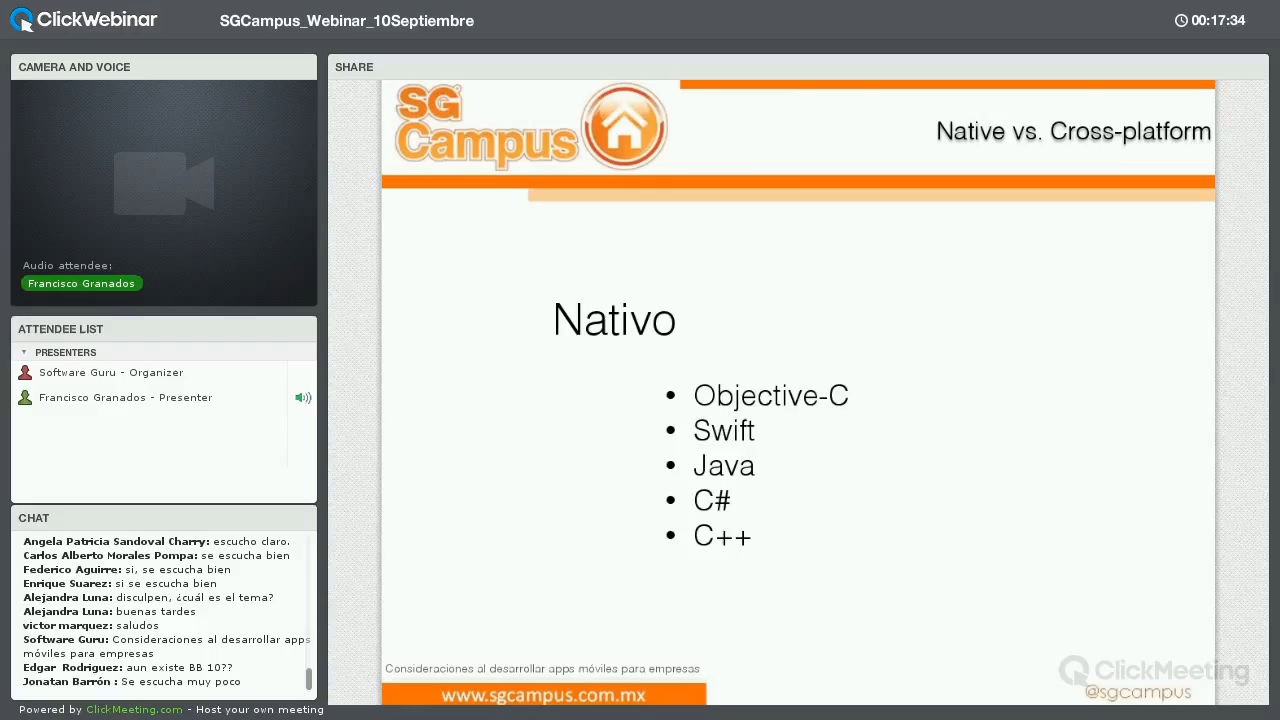 ClickWebinar
SGCampus_Webinar_10Septiembre
00:17:34
CAMERA AND VOICE
Audio attendee:
Francisco Granados
ATTENDEE LIST
PRESENTERS
Software Guru - Organizer
Francisco Granados - Presenter
CHAT
Angela Patricia Sandoval Charry: escucho claro.
Carlos Alberto Morales Pompa: se escucha bien
Federico Aguirre: si, se escucha bien
Enrique Suarez: si se escucha bien
Alejandra Luna: disculpen, ¿cuál es el tema?
Alejandra Luna: buenas tardes
victor marquez: saludos
Software Guru: Consideraciones al desarrollar apps
móviles para empresas
Edgar Rodriguez: aun existe BB 10??
Jonatan Barrón : Se escucha muy poco
Powered by ClickMeeting.com - Host your own meeting
SHARE
SG
Campus
Native vs. Cross-platform
Nativo
• Objective-C
• Swift
• Java
• C#
• C++
Consideraciones al desarrollar apps móviles para empresas
www.sgcampus.com.mx
ClickMeeting
@sgcampus